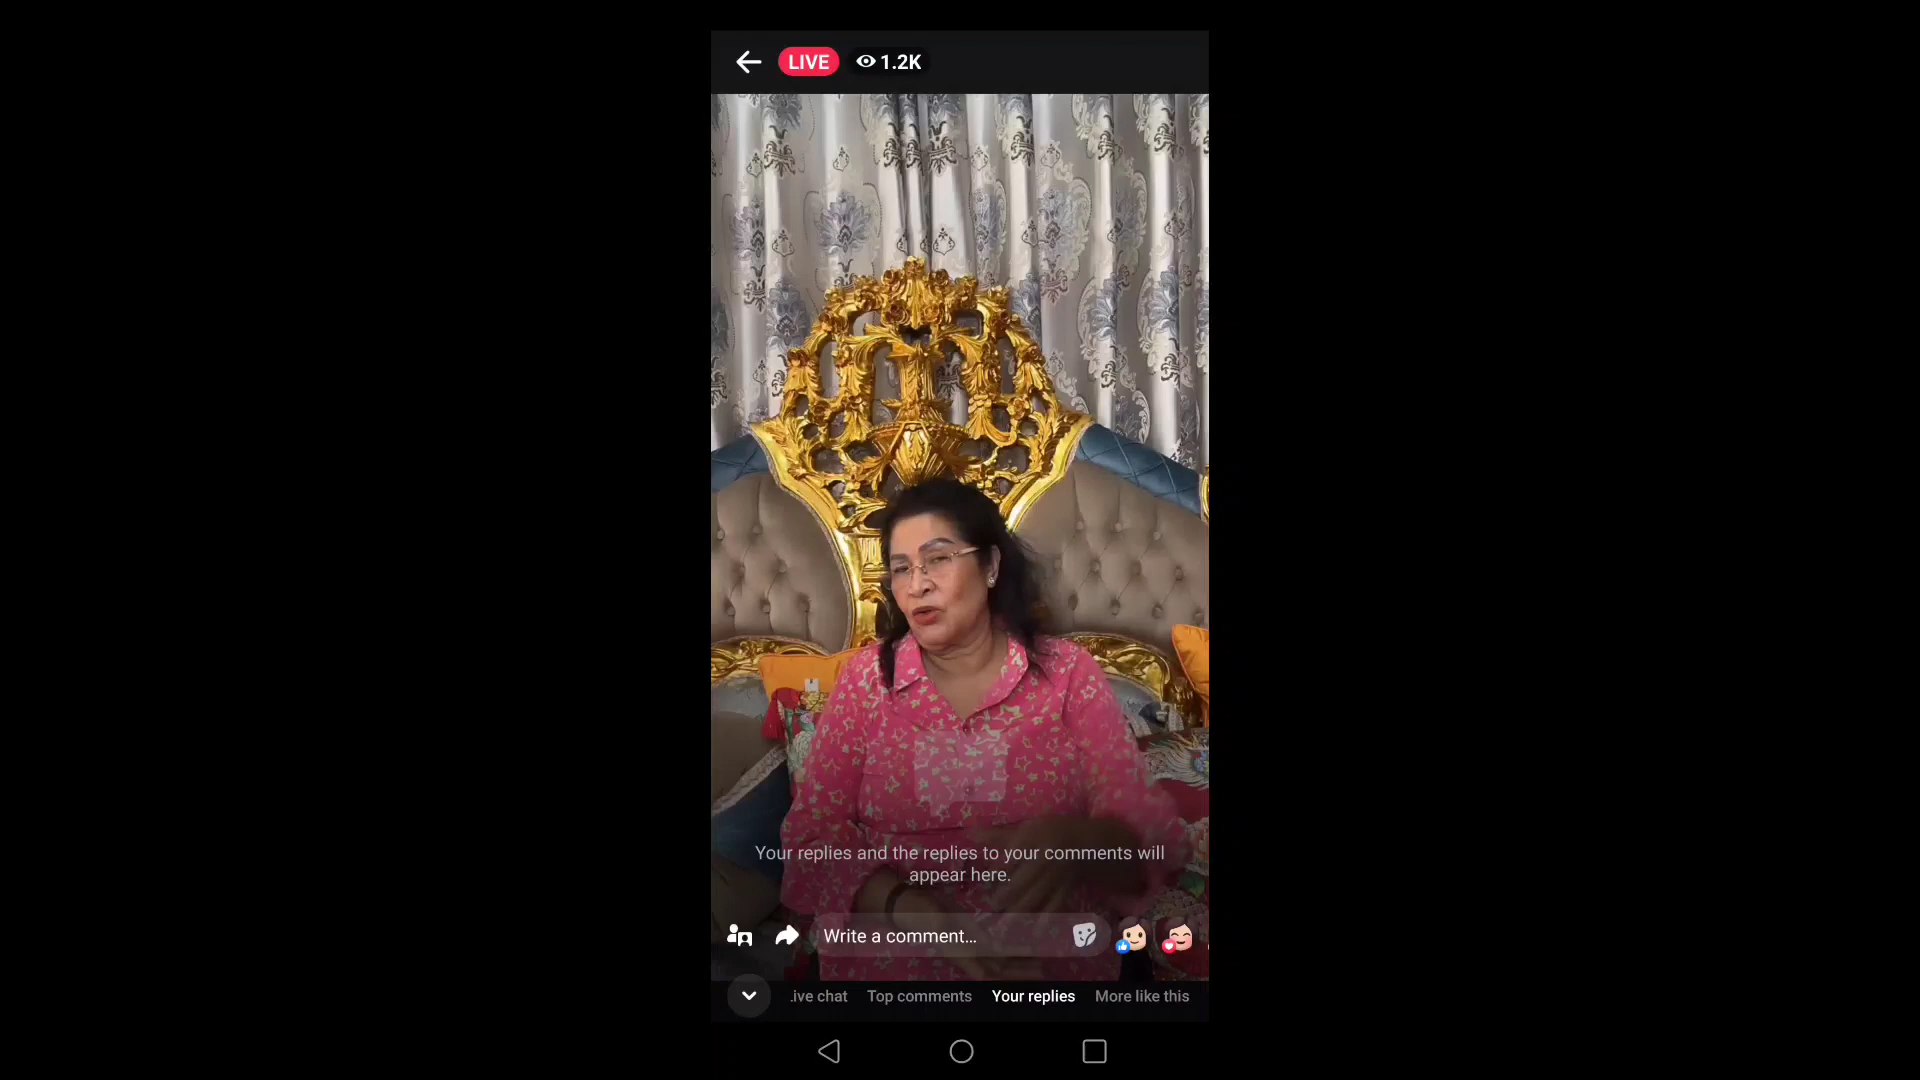 LIVE 1.2K
Your replies and the replies to your comments will
appear here.
Write a comment...
ive chat Top comments Your replies More like this